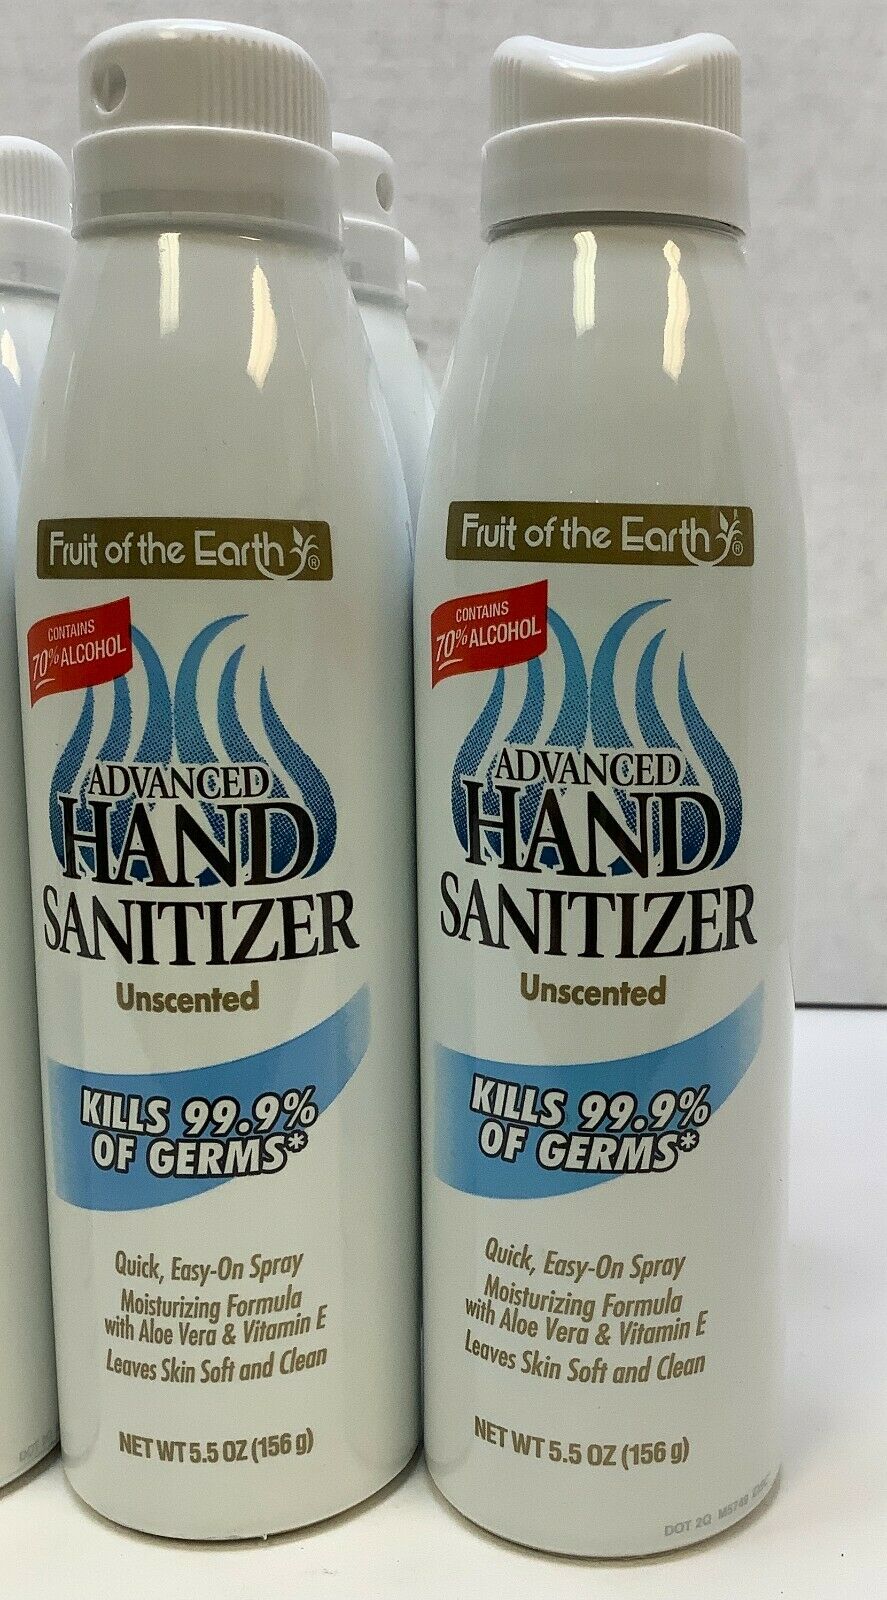 Fruit of the Earth®
CONTAINS
70% ALCOHOL
ADVANCED
HAND
SANITIZER
Unscented
KILLS 99.9%
OF GERMS*
Quick, Easy-On Spray
Moisturizing Formula
with Aloe Vera & Vitamin E
Leaves Skin Soft and Clean
NET WT 5.5 OZ (156 g)
Fruit of the Earth®
CONTAINS
70% ALCOHOL
ADVANCED
HAND
SANITIZER
Unscented
KILLS 99.9%
OF GERMS*
Quick, Easy-On Spray
Moisturizing Formula
with Aloe Vera & Vitamin E
Leaves Skin Soft and Clean
NET WT 5.5 OZ (156 g)
DOT 2Q M5749